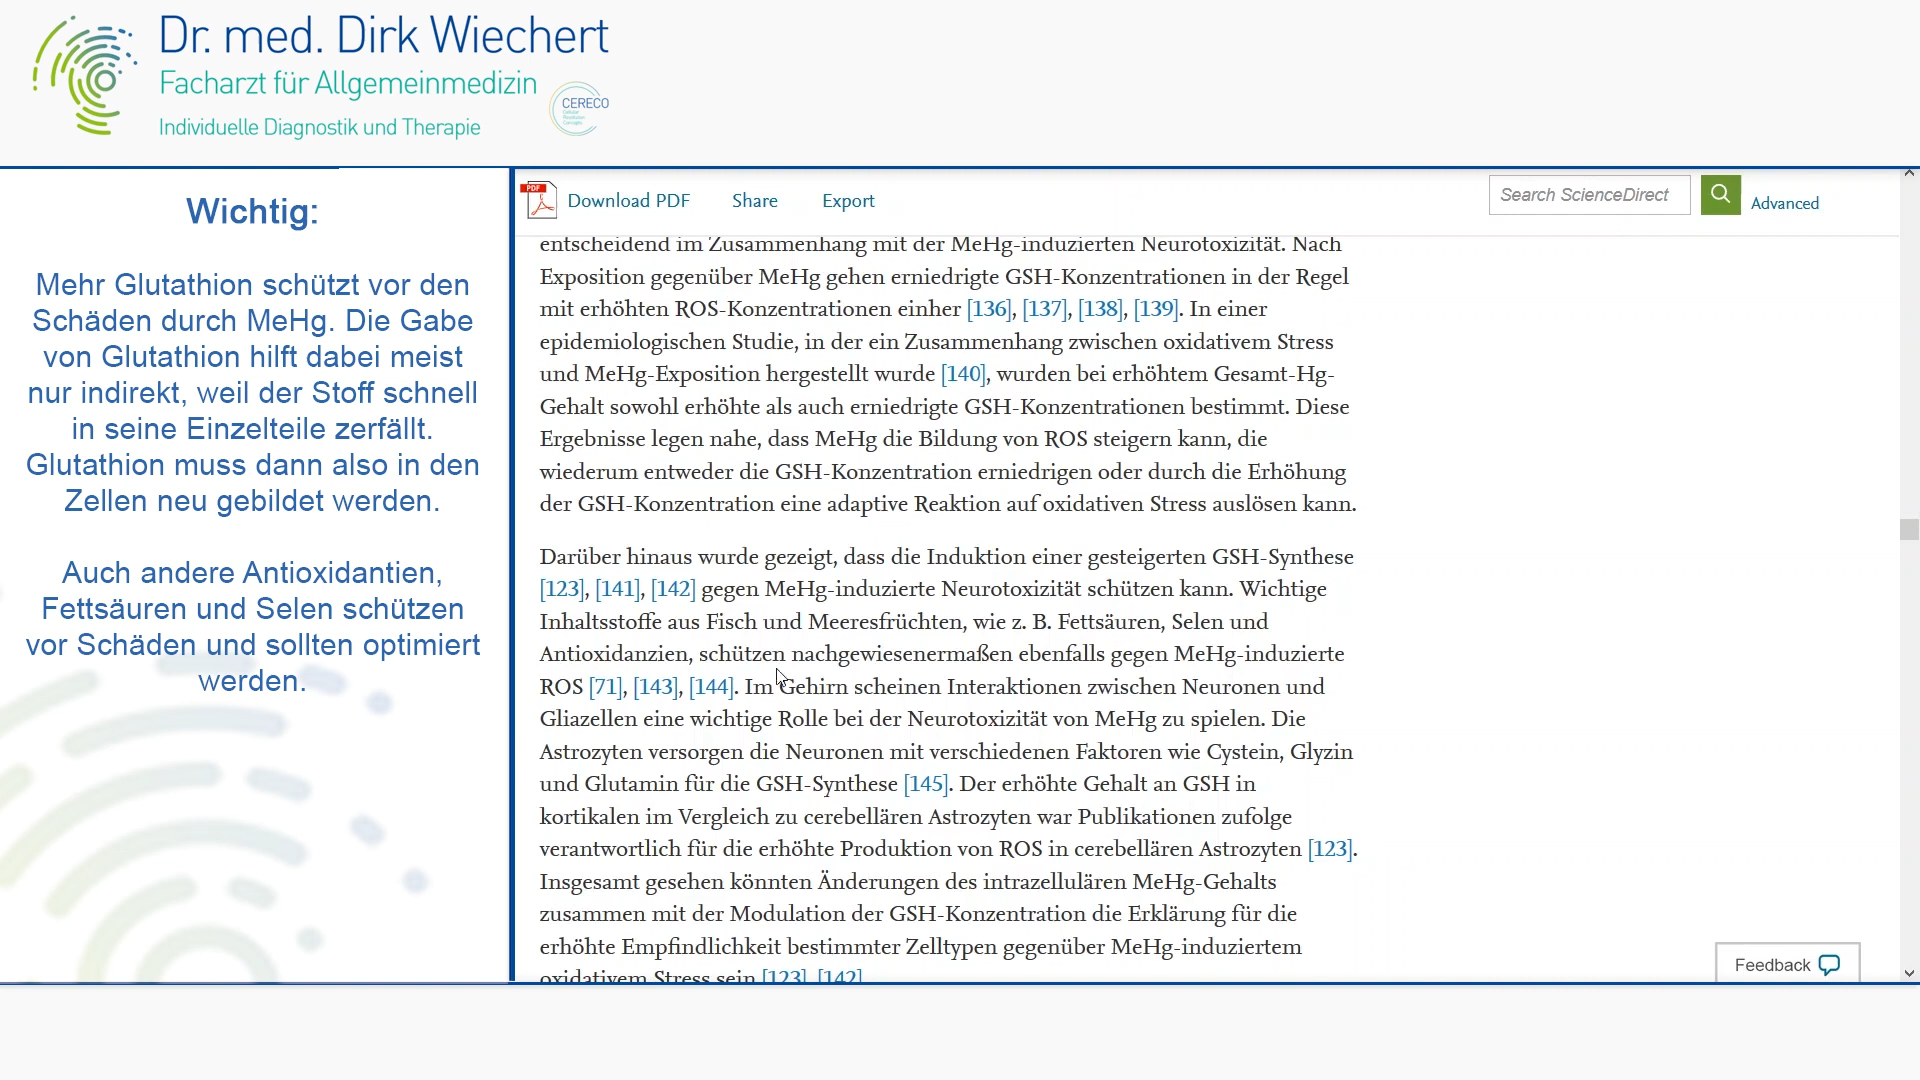 Dr. med. Dirk Wiechert
Facharzt für Allgemeinmedizin
Individuelle Diagnostik und Therapie
CERECO
Wichtig:
Mehr Glutathion schützt vor den
Schäden durch MeHg. Die Gabe
von Glutathion hilft dabei meist
nur indirekt, weil der Stoff schnell
in seine Einzelteile zerfällt.
Glutathion muss dann also in den
Zellen neu gebildet werden.
Auch andere Antioxidantien,
Fettsäuren und Selen schützen
vor Schäden und sollten optimiert
werden.
PDF
Download PDF Share Export
Search ScienceDirect
Advanced
entscheidend im Zusammenhang mit der MeHg-induzierten Neurotoxizität. Nach
Exposition gegenüber MeHg gehen erniedrigte GSH-Konzentrationen in der Regel
mit erhöhten ROS-Konzentrationen einher [136], [137], [138], [139]. In einer
epidemiologischen Studie, in der ein Zusammenhang zwischen oxidativem Stress
und MeHg-Exposition hergestellt wurde [140], wurden bei erhöhtem Gesamt-Hg-
Gehalt sowohl erhöhte als auch erniedrigte GSH-Konzentrationen bestimmt. Diese
Ergebnisse legen nahe, dass MeHg die Bildung von ROS steigern kann, die
wiederum entweder die GSH-Konzentration erniedrigen oder durch die Erhöhung
der GSH-Konzentration eine adaptive Reaktion auf oxidativen Stress auslösen kann.
Darüber hinaus wurde gezeigt, dass die Induktion einer gesteigerten GSH-Synthese
[123], [141], [142] gegen MeHg-induzierte Neurotoxizität schützen kann. Wichtige
Inhaltsstoffe aus Fisch und Meeresfrüchten, wie z. B. Fettsäuren, Selen und
Antioxidanzien, schützen nachgewiesenermaßen ebenfalls gegen MeHg-induzierte
ROS [71], [143], [144]. Im Gehirn scheinen Interaktionen zwischen Neuronen und
Gliazellen eine wichtige Rolle bei der Neurotoxizität von MeHg zu spielen. Die
Astrozyten versorgen die Neuronen mit verschiedenen Faktoren wie Cystein, Glyzin
und Glutamin für die GSH-Synthese [145]. Der erhöhte Gehalt an GSH in
kortikalen im Vergleich zu cerebellären Astrozyten war Publikationen zufolge
verantwortlich für die erhöhte Produktion von ROS in cerebellären Astrozyten [123].
Insgesamt gesehen könnten Änderungen des intrazellulären MeHg-Gehalts
zusammen mit der Modulation der GSH-Konzentration die Erklärung für die
erhöhte Empfindlichkeit bestimmter Zelltypen gegenüber MeHg-induziertem
oxidativem Stress sein [123], [142]
Feedback